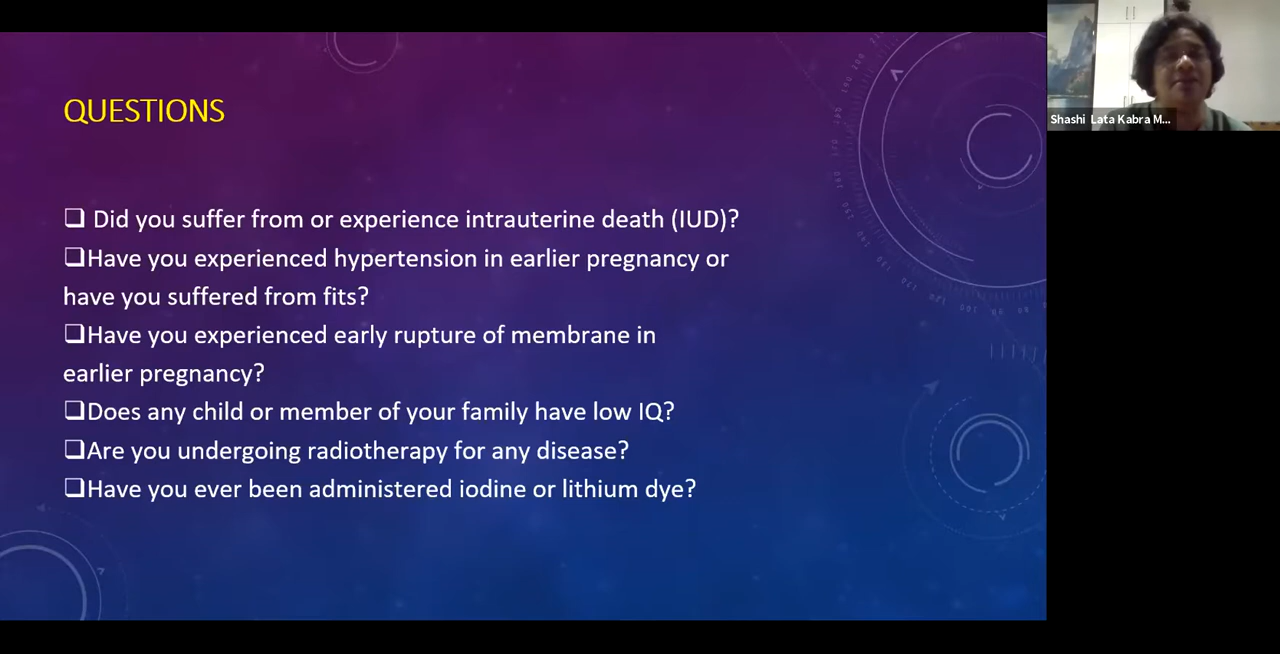 QUESTIONS
❑ Did you suffer from or experience intrauterine death (IUD)?
❑Have you experienced hypertension in earlier pregnancy or
have you suffered from fits?
❑Have you experienced early rupture of membrane in
earlier pregnancy?
❑Does any child or member of your family have low IQ?
❑Are you undergoing radiotherapy for any disease?
❑Have you ever been administered iodine or lithium dye?
Shashi Lata Kabra M...